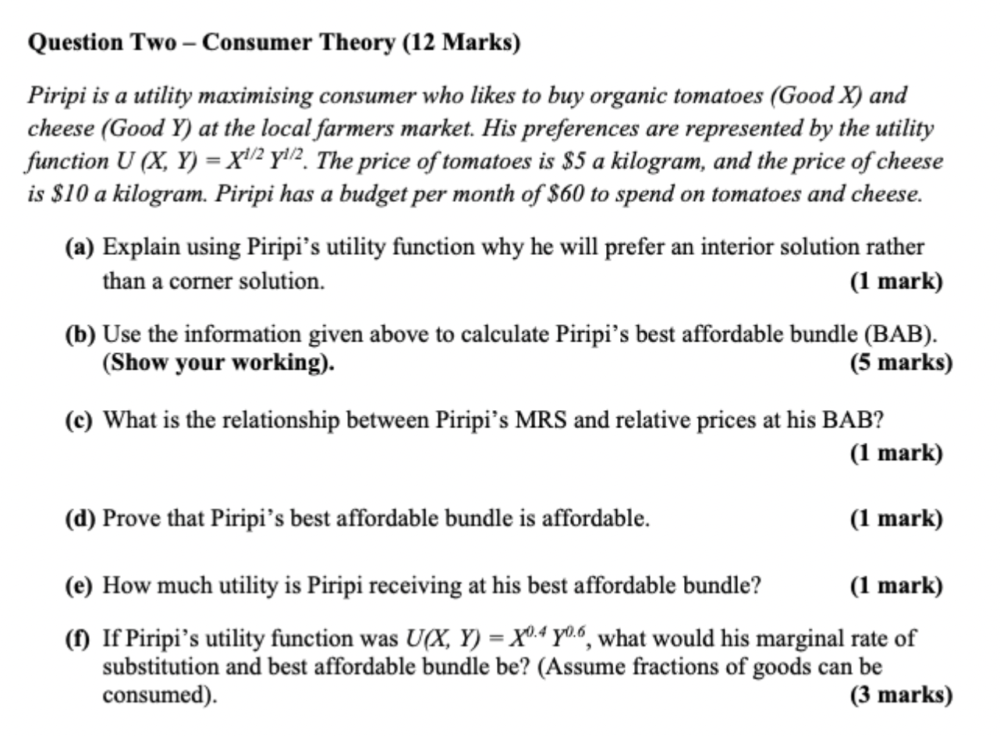 Question Two – Consumer Theory (12 Marks)
Piripi is a utility maximising consumer who likes to buy organic tomatoes (Good X) and
cheese (Good Y) at the local farmers market. His preferences are represented by the utility
function U (X, Y) = X^1/2 Y^1/2. The price of tomatoes is $5 a kilogram, and the price of cheese
is $10 a kilogram. Piripi has a budget per month of $60 to spend on tomatoes and cheese.
(a) Explain using Piripi’s utility function why he will prefer an interior solution rather
than a corner solution. (1 mark)
(b) Use the information given above to calculate Piripi’s best affordable bundle (BAB).
(Show your working). (5 marks)
(c) What is the relationship between Piripi’s MRS and relative prices at his BAB?
(1 mark)
(d) Prove that Piripi’s best affordable bundle is affordable. (1 mark)
(e) How much utility is Piripi receiving at his best affordable bundle? (1 mark)
(f) If Piripi’s utility function was U(X, Y) = X^0.4 Y^0.6, what would his marginal rate of
substitution and best affordable bundle be? (Assume fractions of goods can be
consumed). (3 marks)